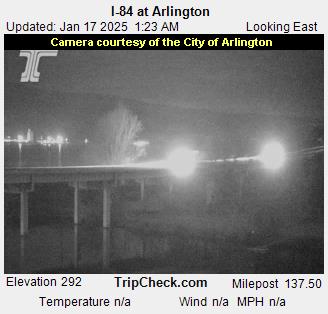 I-84 at Arlington
Updated: Jan 17 2025 1:23 AM Looking East
Camera courtesy of the City of Arlington
Elevation 292 TripCheck.com Milepost 137.50
Temperature n/a Wind n/a MPH n/a